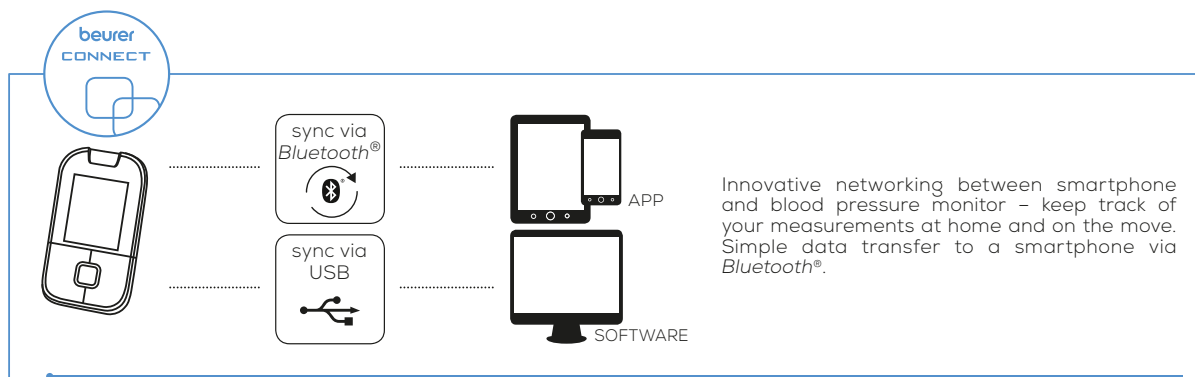 beurer
CONNECT
sync via
Bluetooth®
APP
sync via
USB
SOFTWARE
Innovative networking between smartphone
and blood pressure monitor – keep track of
your measurements at home and on the move.
Simple data transfer to a smartphone via
Bluetooth®.